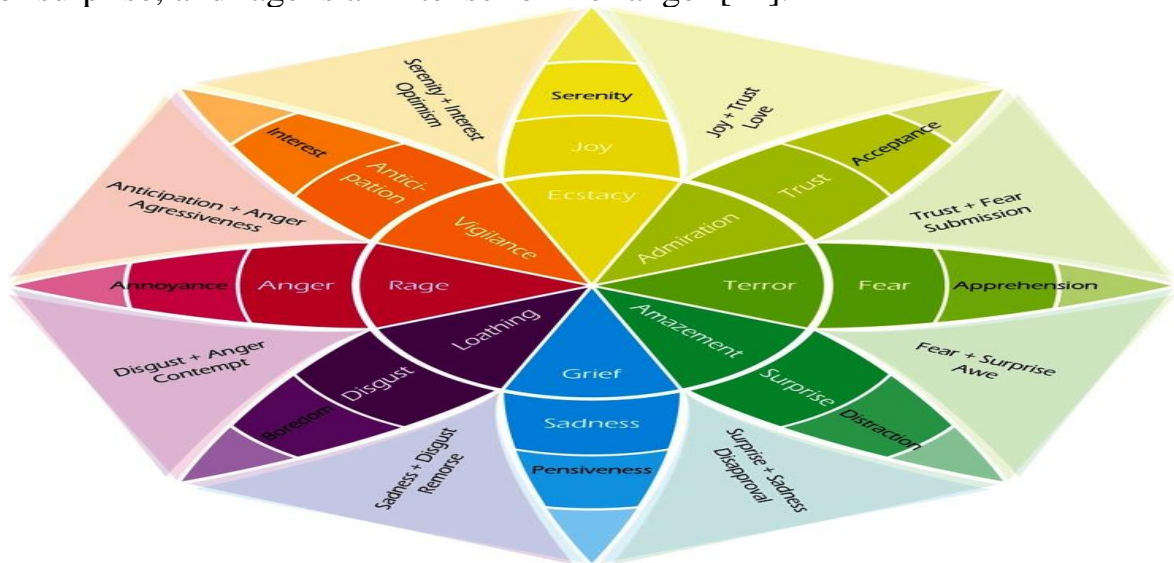 Serenity + Interest
Optimism
Serenity
Joy
Ecstacy
Joy + Trust
Love
Interest
Antici-
pation
Vigilance
Acceptance
Trust
Admiration
Anticipation + Anger
Agressiveness
Trust + Fear
Submission
Annoyance
Anger
Rage
Terror
Fear
Apprehension
Disgust + Anger
Contempt
Loathing
Disgust
Boredom
Amazement
Surprise
Distraction
Fear + Surprise
Awe
Grief
Sadness
Pensiveness
Sadness + Disgust
Remorse
Surprise + Sadness
Disapproval